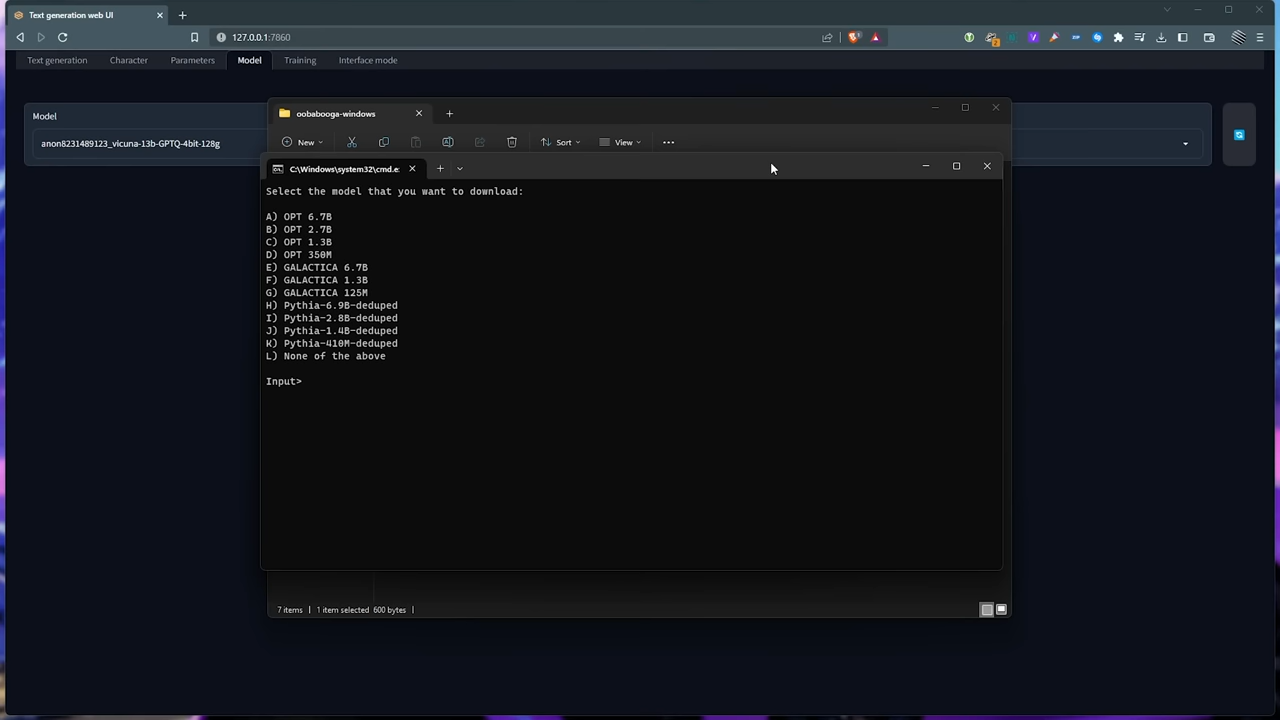 Text generation web UI
127.0.0.1:7860
2
Text generation
Character
Parameters
Model
Training
Interface mode
Model
anon8231489123_vicuna-13b-GPTQ-4bit-128g
oobabooga-windows
New
Sort
View
C:\Windows\system32\cmd.e:
Select the model that you want to download:
A) OPT 6.7B
B) OPT 2.7B
C) OPT 1.3B
D) OPT 350M
E) GALACTICA 6.7B
F) GALACTICA 1.3B
G) GALACTICA 125M
H) Pythia-6.9B-deduped
I) Pythia-2.8B-deduped
J) Pythia-1.4B-deduped
K) Pythia-410M-deduped
L) None of the above
Input>
7 items | 1 item selected 600 bytes |